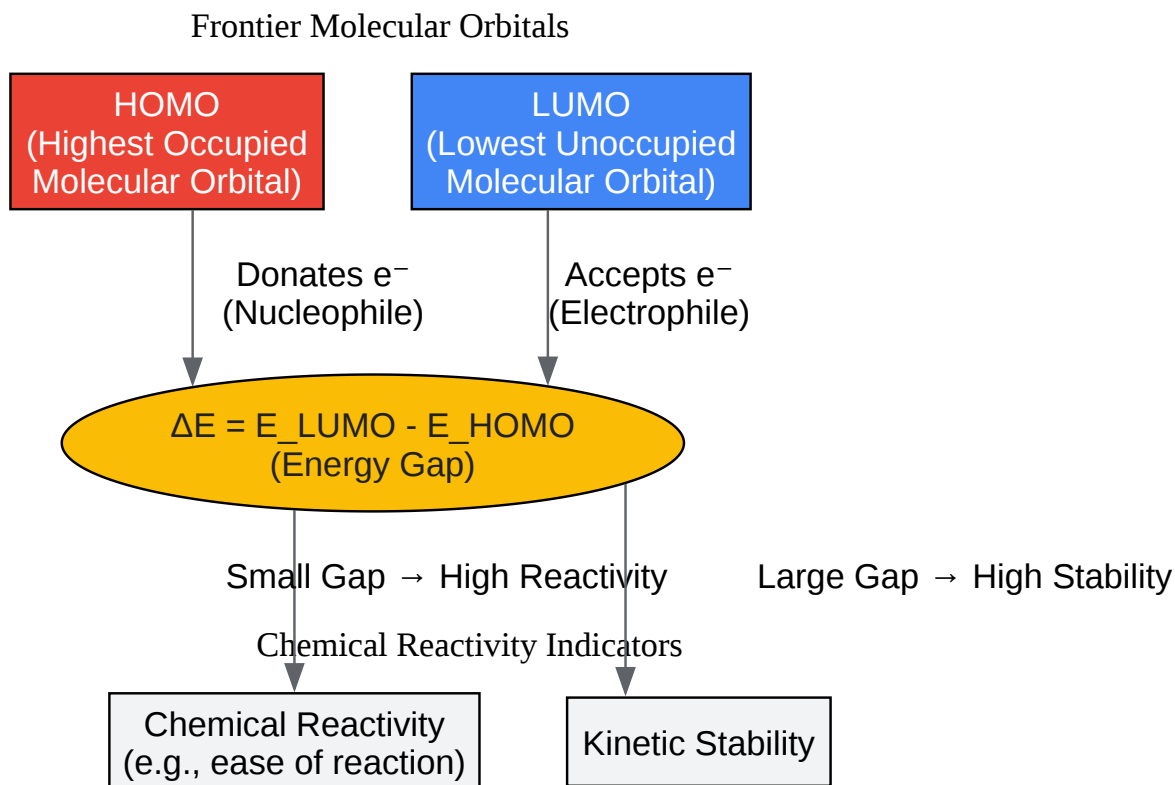 Frontier Molecular Orbitals
HOMO
(Highest Occupied
Molecular Orbital)
LUMO
(Lowest Unoccupied
Molecular Orbital)
Donates e⁻
(Nucleophile)
Accepts e⁻
(Electrophile)
ΔE = E_LUMO - E_HOMO
(Energy Gap)
Small Gap → High Reactivity
Large Gap → High Stability
Chemical Reactivity Indicators
Chemical Reactivity
(e.g., ease of reaction)
Kinetic Stability